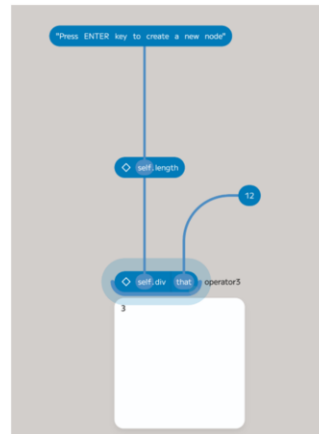 "Press ENTER key to create a new node"
self.length
12
self.div that operator3
3